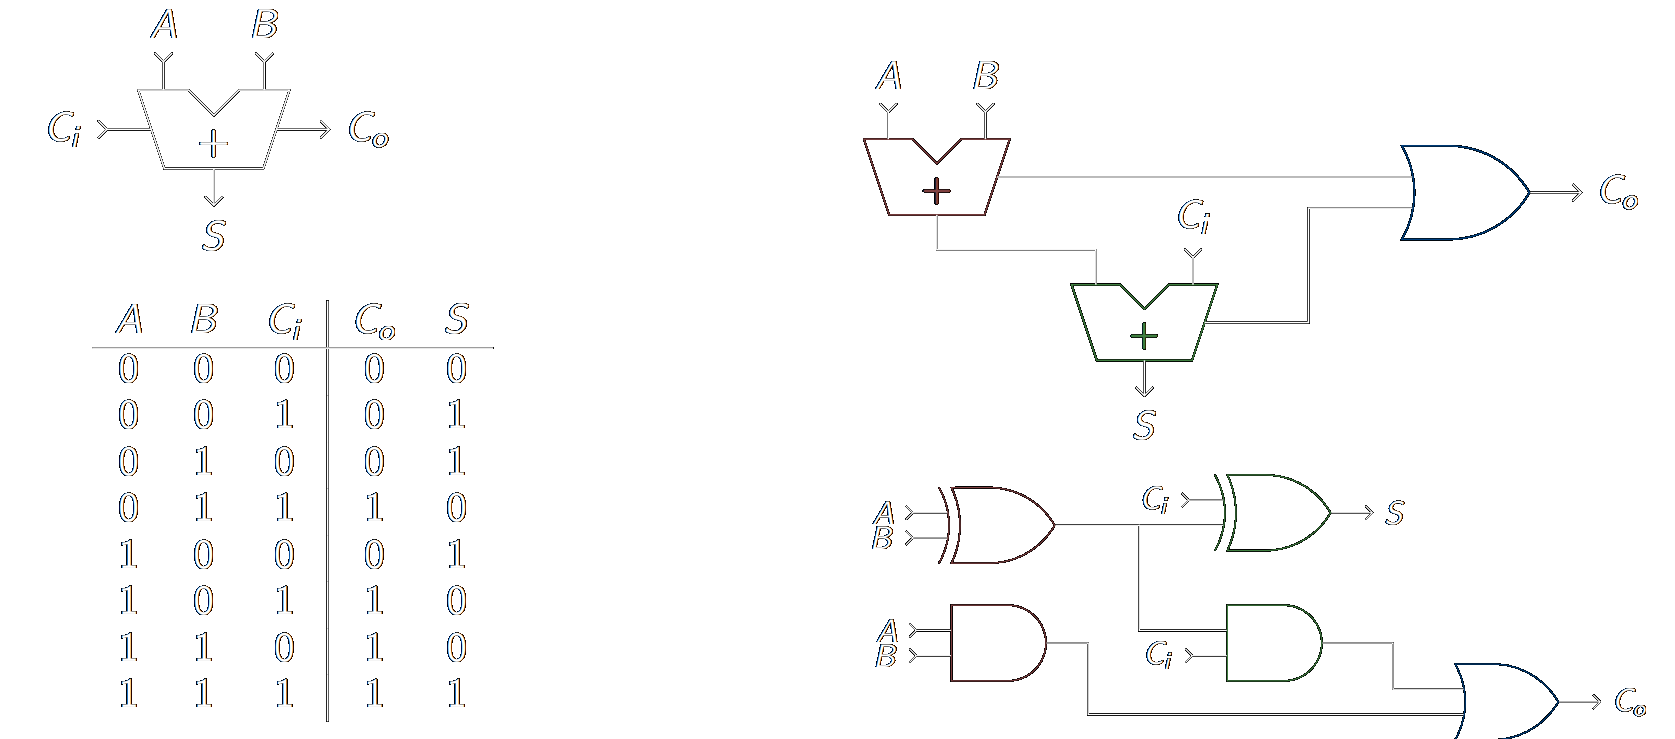 A B
C_i + C_o
S
A B C_i C_o S
0 0 0 0 0
0 0 1 0 1
0 1 0 0 1
0 1 1 1 0
1 0 0 0 1
1 0 1 1 0
1 1 0 1 0
1 1 1 1 1
A B
+
C_o
C_i
+
S
A
B
C_i
S
A
B
C_i
C_o